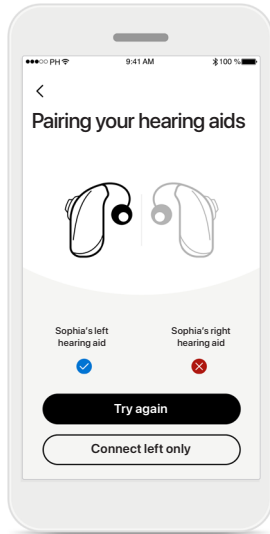 ●●●○○ PH 9:41 AM 100 %
Pairing your hearing aids
Sophia's left Sophia's right
hearing aid hearing aid
Try again
Connect left only